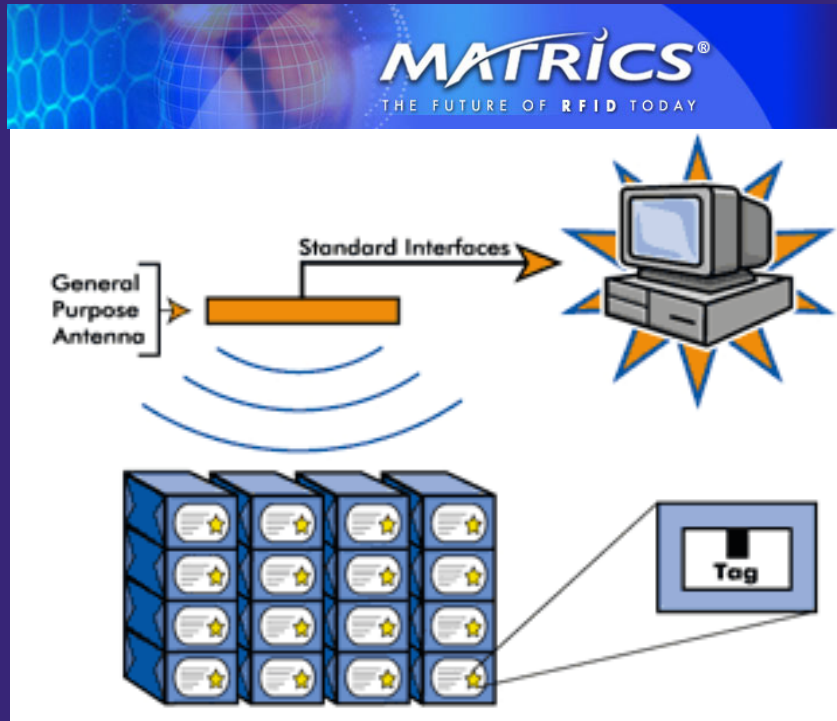 MATRICS®
THE FUTURE OF RFID TODAY
Standard Interfaces
General
Purpose
Antenna
Tag